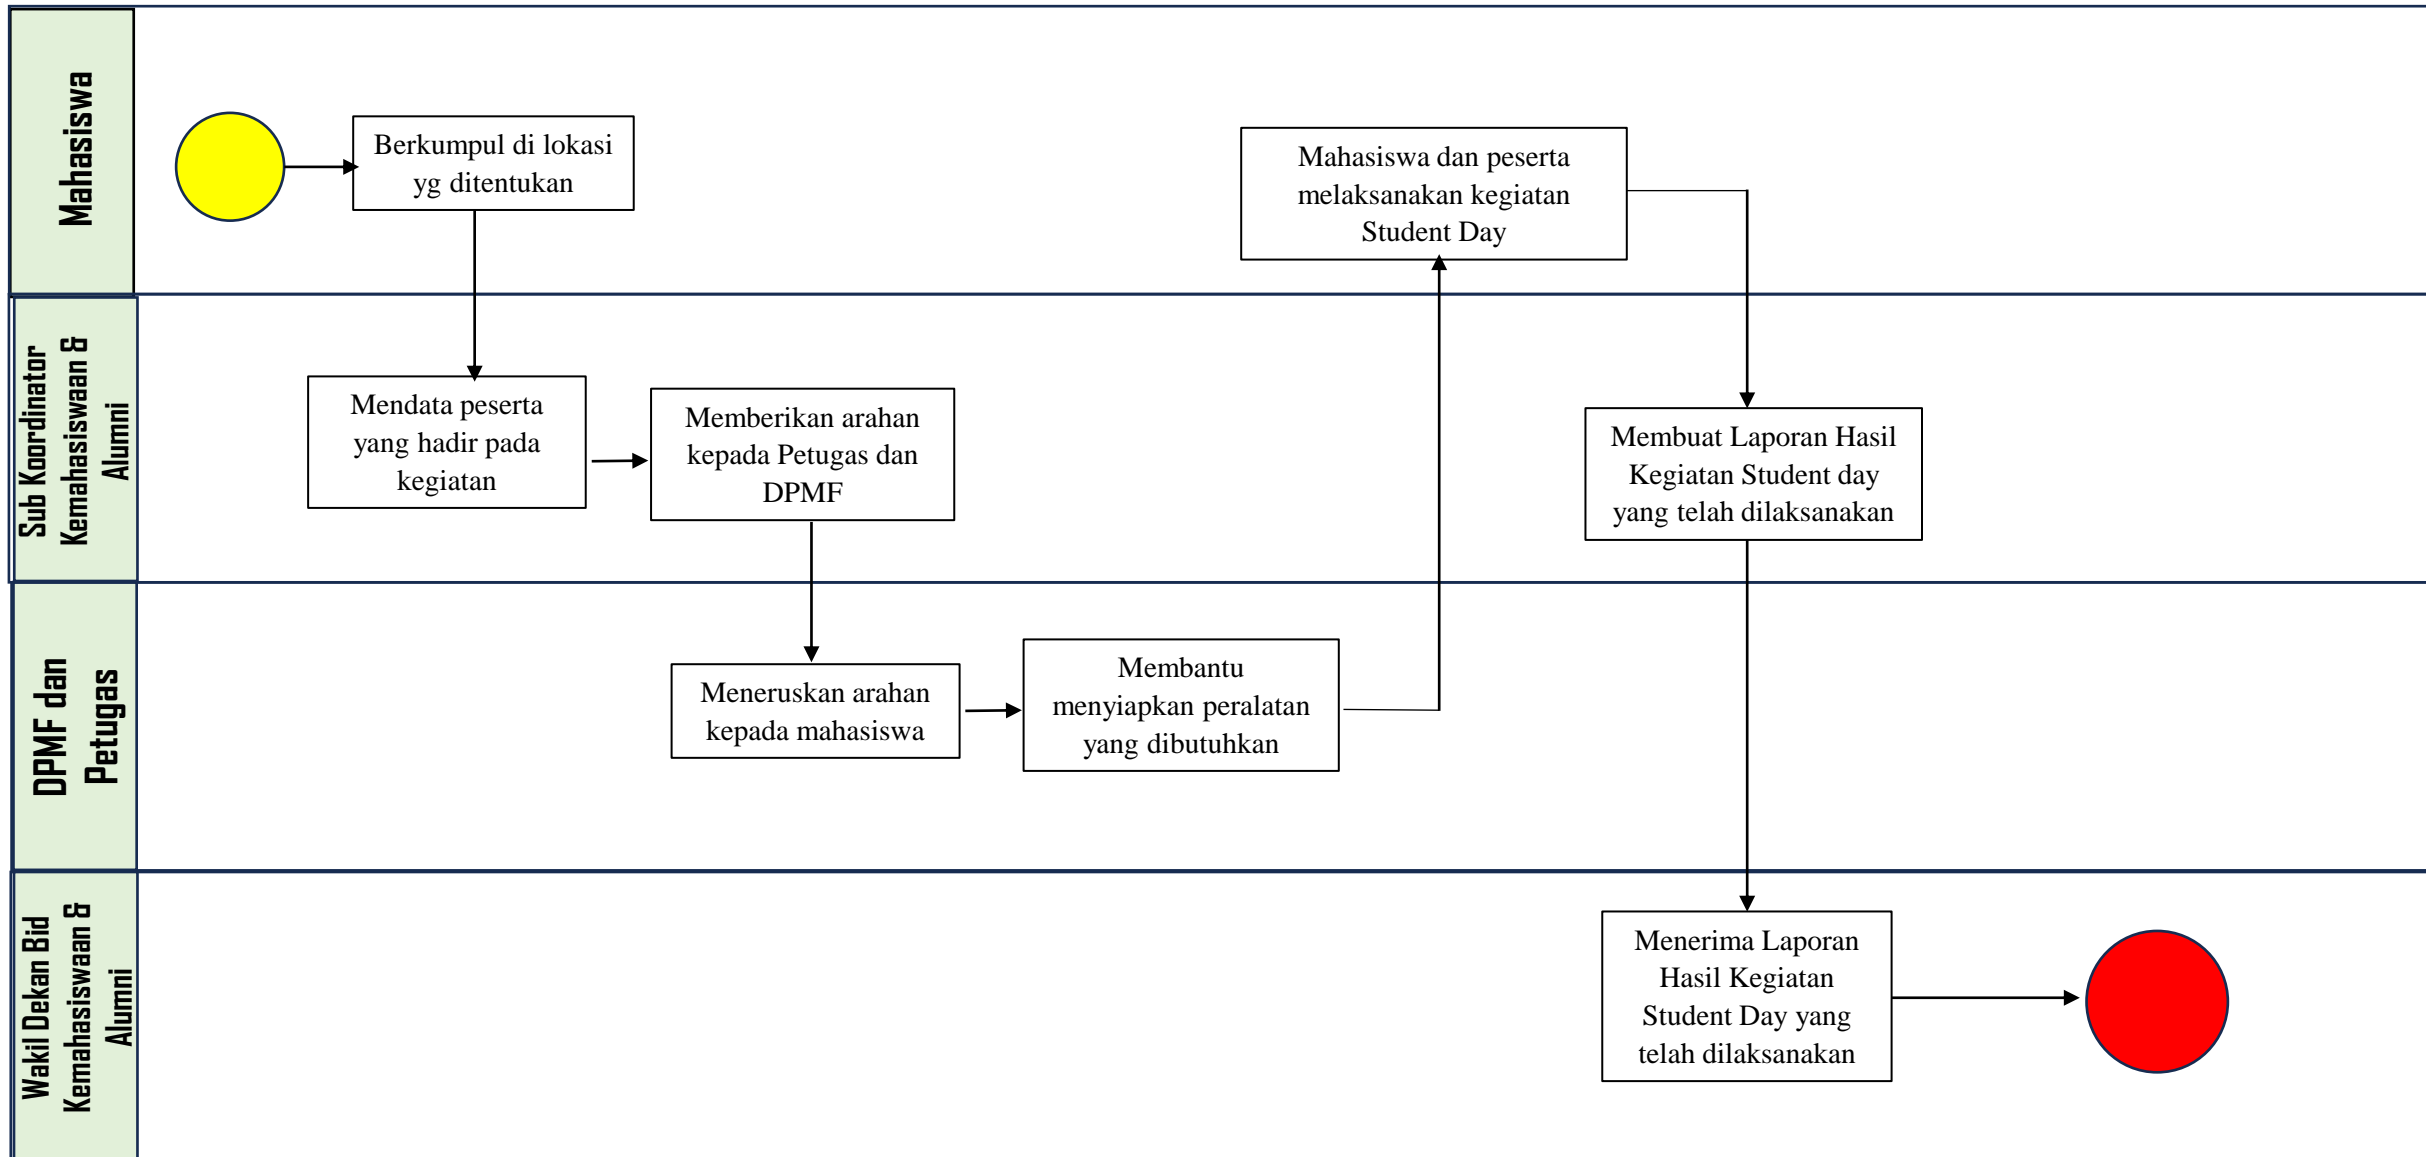 Mahasiswa
Berkumpul di lokasi
yg ditentukan
Mahasiswa dan peserta
melaksanakan kegiatan
Student Day
Sub Koordinator
Kemahasiswaan &
Alumni
Mendata peserta
yang hadir pada
kegiatan
Memberikan arahan
kepada Petugas dan
DPMF
Membuat Laporan Hasil
Kegiatan Student day
yang telah dilaksanakan
DPMF dan
Petugas
Meneruskan arahan
kepada mahasiswa
Membantu
menyiapkan peralatan
yang dibutuhkan
Wakil Dekan Bid
Kemahasiswaan &
Alumni
Menerima Laporan
Hasil Kegiatan
Student Day yang
telah dilaksanakan